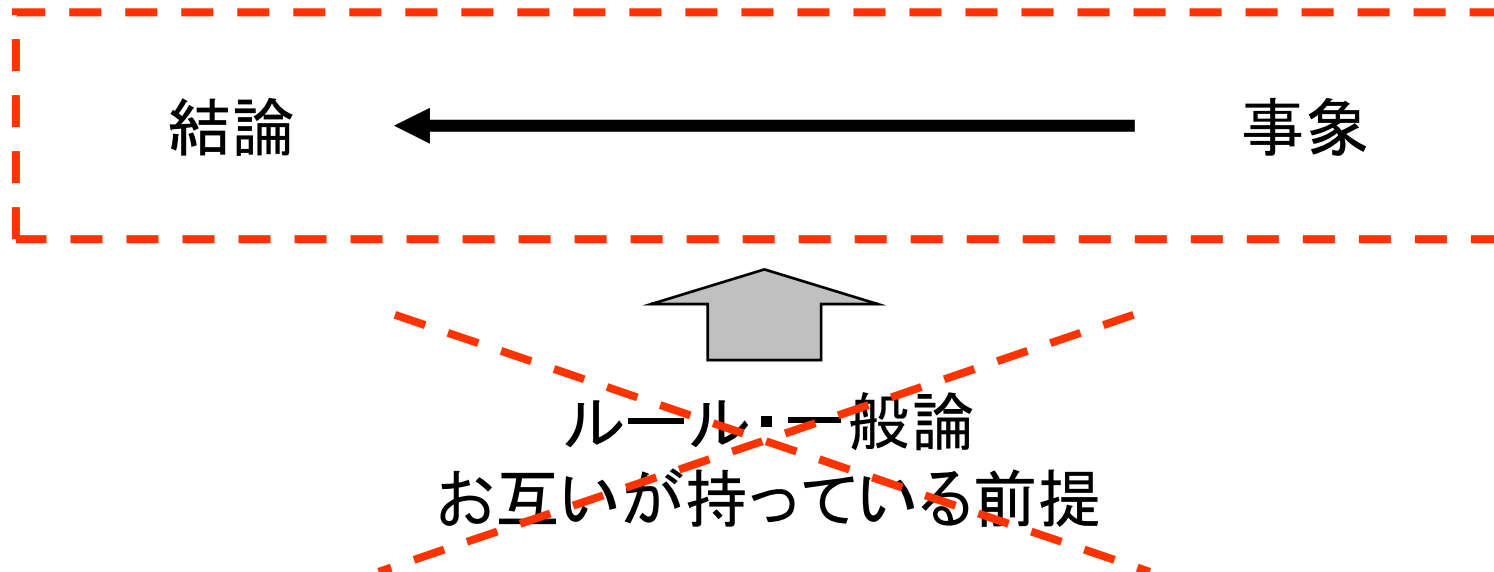 結論 事象
ルール・一般論
お互いが持っている前提